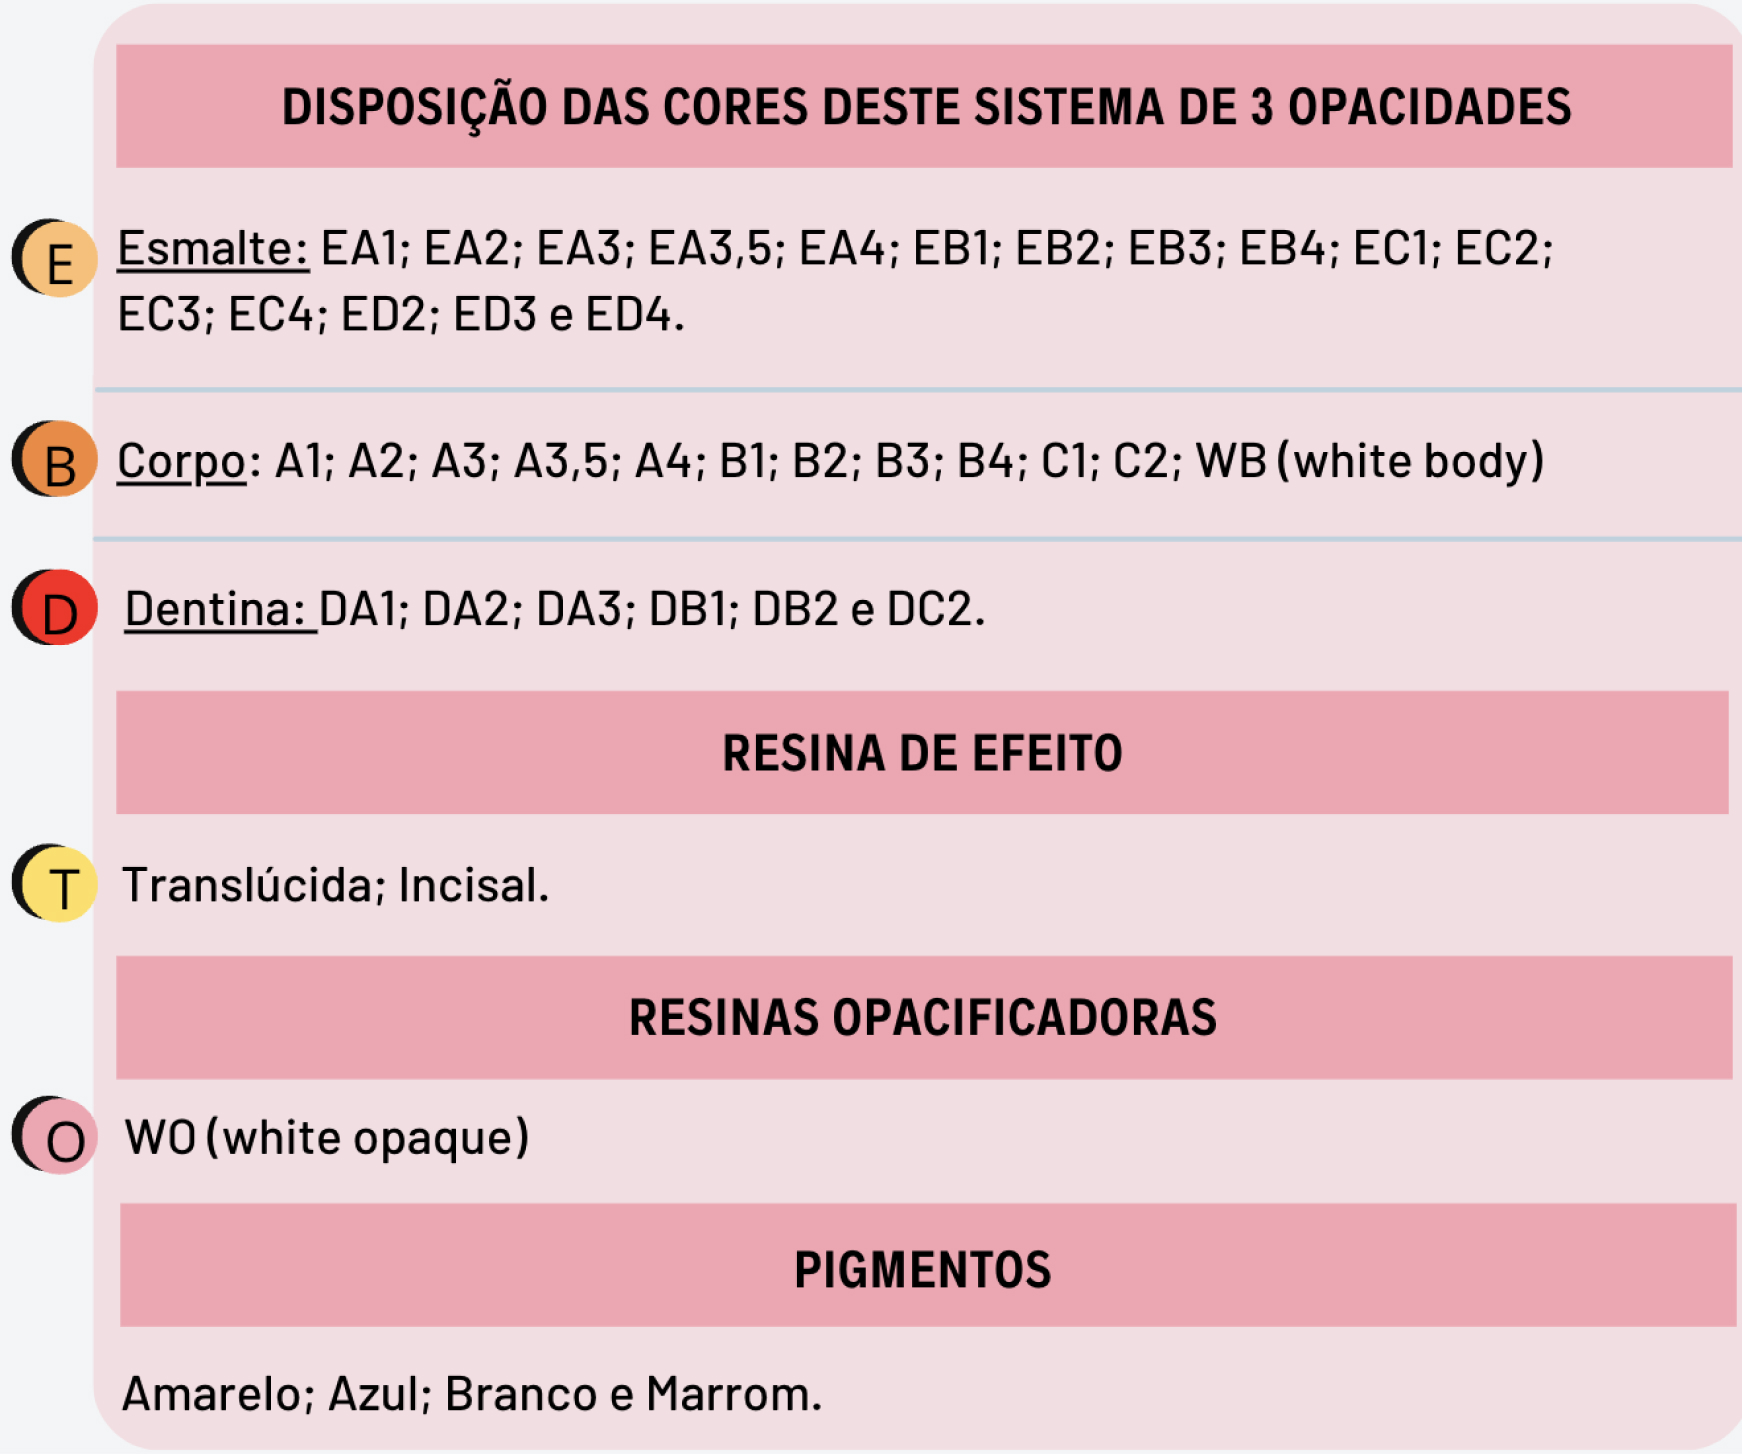 DISPOSIÇÃO DAS CORES DESTE SISTEMA DE 3 OPACIDADES
E
Esmalte: EA1; EA2; EA3; EA3,5; EA4; EB1; EB2; EB3; EB4; EC1; EC2;
EC3; EC4; ED2; ED3 e ED4.
B
Corpo: A1; A2; A3; A3,5; A4; B1; B2; B3; B4; C1; C2; WB (white body)
D
Dentina: DA1; DA2; DA3; DB1; DB2 e DC2.
RESINA DE EFEITO
T
Translúcida; Incisal.
RESINAS OPACIFICADORAS
O
WO (white opaque)
PIGMENTOS
Amarelo; Azul; Branco e Marrom.